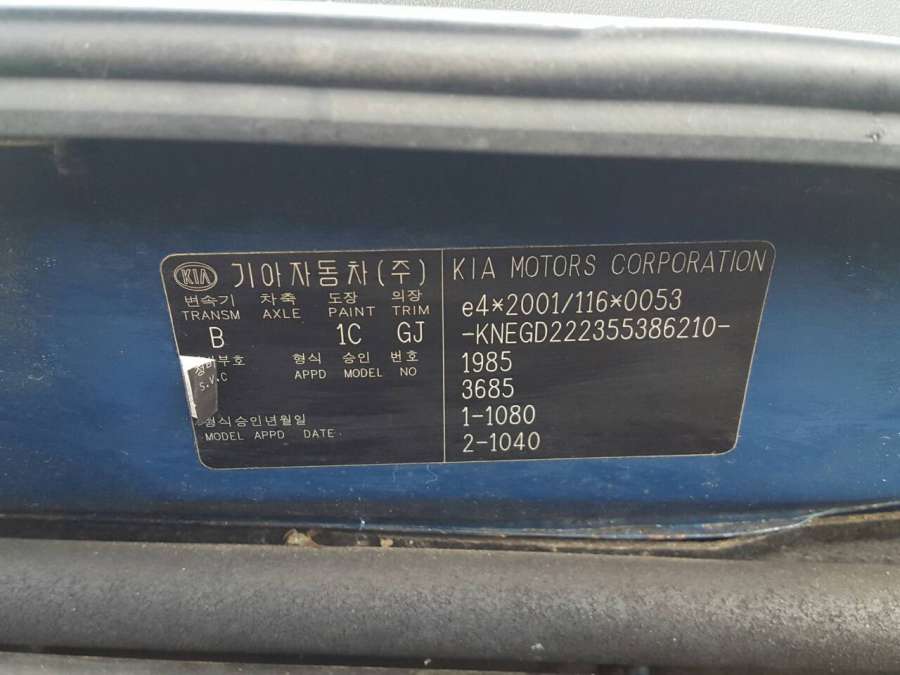 KIA 기아자동차(주)
변속기 차축 도장 의장
TRANSM AXLE PAINT TRIM
B 1C GJ
형식 승인 번호
S.V.C APPD MODEL NO
형식승인년월일
MODEL APPD DATE
KIA MOTORS CORPORATION
e4*2001/116*0053
-KNEGD222355386210-
1985
3685
1-1080
2-1040